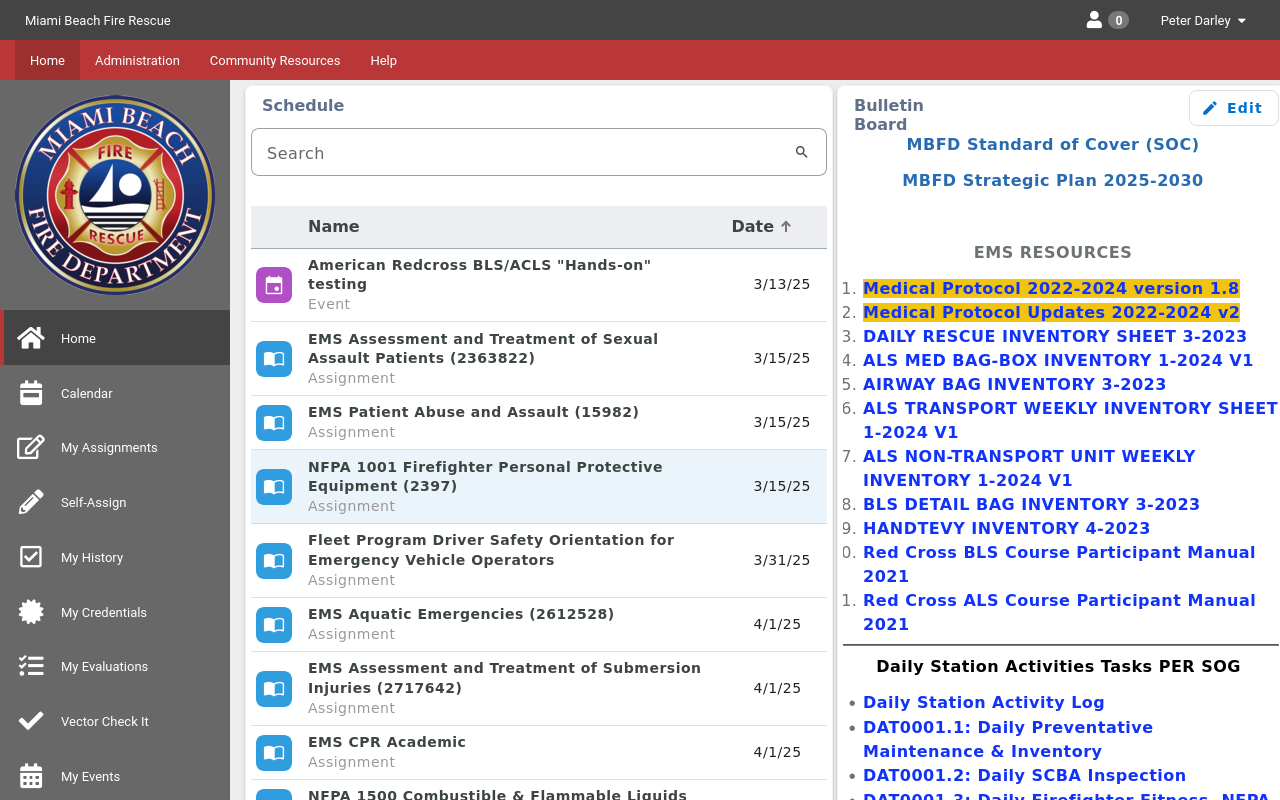 Miami Beach Fire Rescue
0
Peter Darley
Home
Administration
Community Resources
Help
MIAMI BEACH
FIRE
RESCUE
FIRE DEPARTMENT
Home
Calendar
My Assignments
Self-Assign
My History
My Credentials
My Evaluations
Vector Check It
My Events
Schedule
Search
Name
Date
American Redcross BLS/ACLS "Hands-on"
testing
Event
3/13/25
EMS Assessment and Treatment of Sexual
Assault Patients (2363822)
Assignment
3/15/25
EMS Patient Abuse and Assault (15982)
Assignment
3/15/25
NFPA 1001 Firefighter Personal Protective
Equipment (2397)
Assignment
3/15/25
Fleet Program Driver Safety Orientation for
Emergency Vehicle Operators
Assignment
3/31/25
EMS Aquatic Emergencies (2612528)
Assignment
4/1/25
EMS Assessment and Treatment of Submersion
Injuries (2717642)
Assignment
4/1/25
EMS CPR Academic
Assignment
4/1/25
NFPA 1500 Combustible & Flammable Liquids
Bulletin
Board
Edit
MBFD Standard of Cover (SOC)
MBFD Strategic Plan 2025-2030
EMS RESOURCES
1. Medical Protocol 2022-2024 version 1.8
2. Medical Protocol Updates 2022-2024 v2
3. DAILY RESCUE INVENTORY SHEET 3-2023
4. ALS MED BAG-BOX INVENTORY 1-2024 V1
5. AIRWAY BAG INVENTORY 3-2023
6. ALS TRANSPORT WEEKLY INVENTORY SHEET
1-2024 V1
7. ALS NON-TRANSPORT UNIT WEEKLY
INVENTORY 1-2024 V1
8. BLS DETAIL BAG INVENTORY 3-2023
9. HANDTEVY INVENTORY 4-2023
0. Red Cross BLS Course Participant Manual
2021
1. Red Cross ALS Course Participant Manual
2021
Daily Station Activities Tasks PER SOG
• Daily Station Activity Log
• DAT0001.1: Daily Preventative
Maintenance & Inventory
• DAT0001.2: Daily SCBA Inspection
DAT0001.3: Daily Firefighter Fitness, NFPA